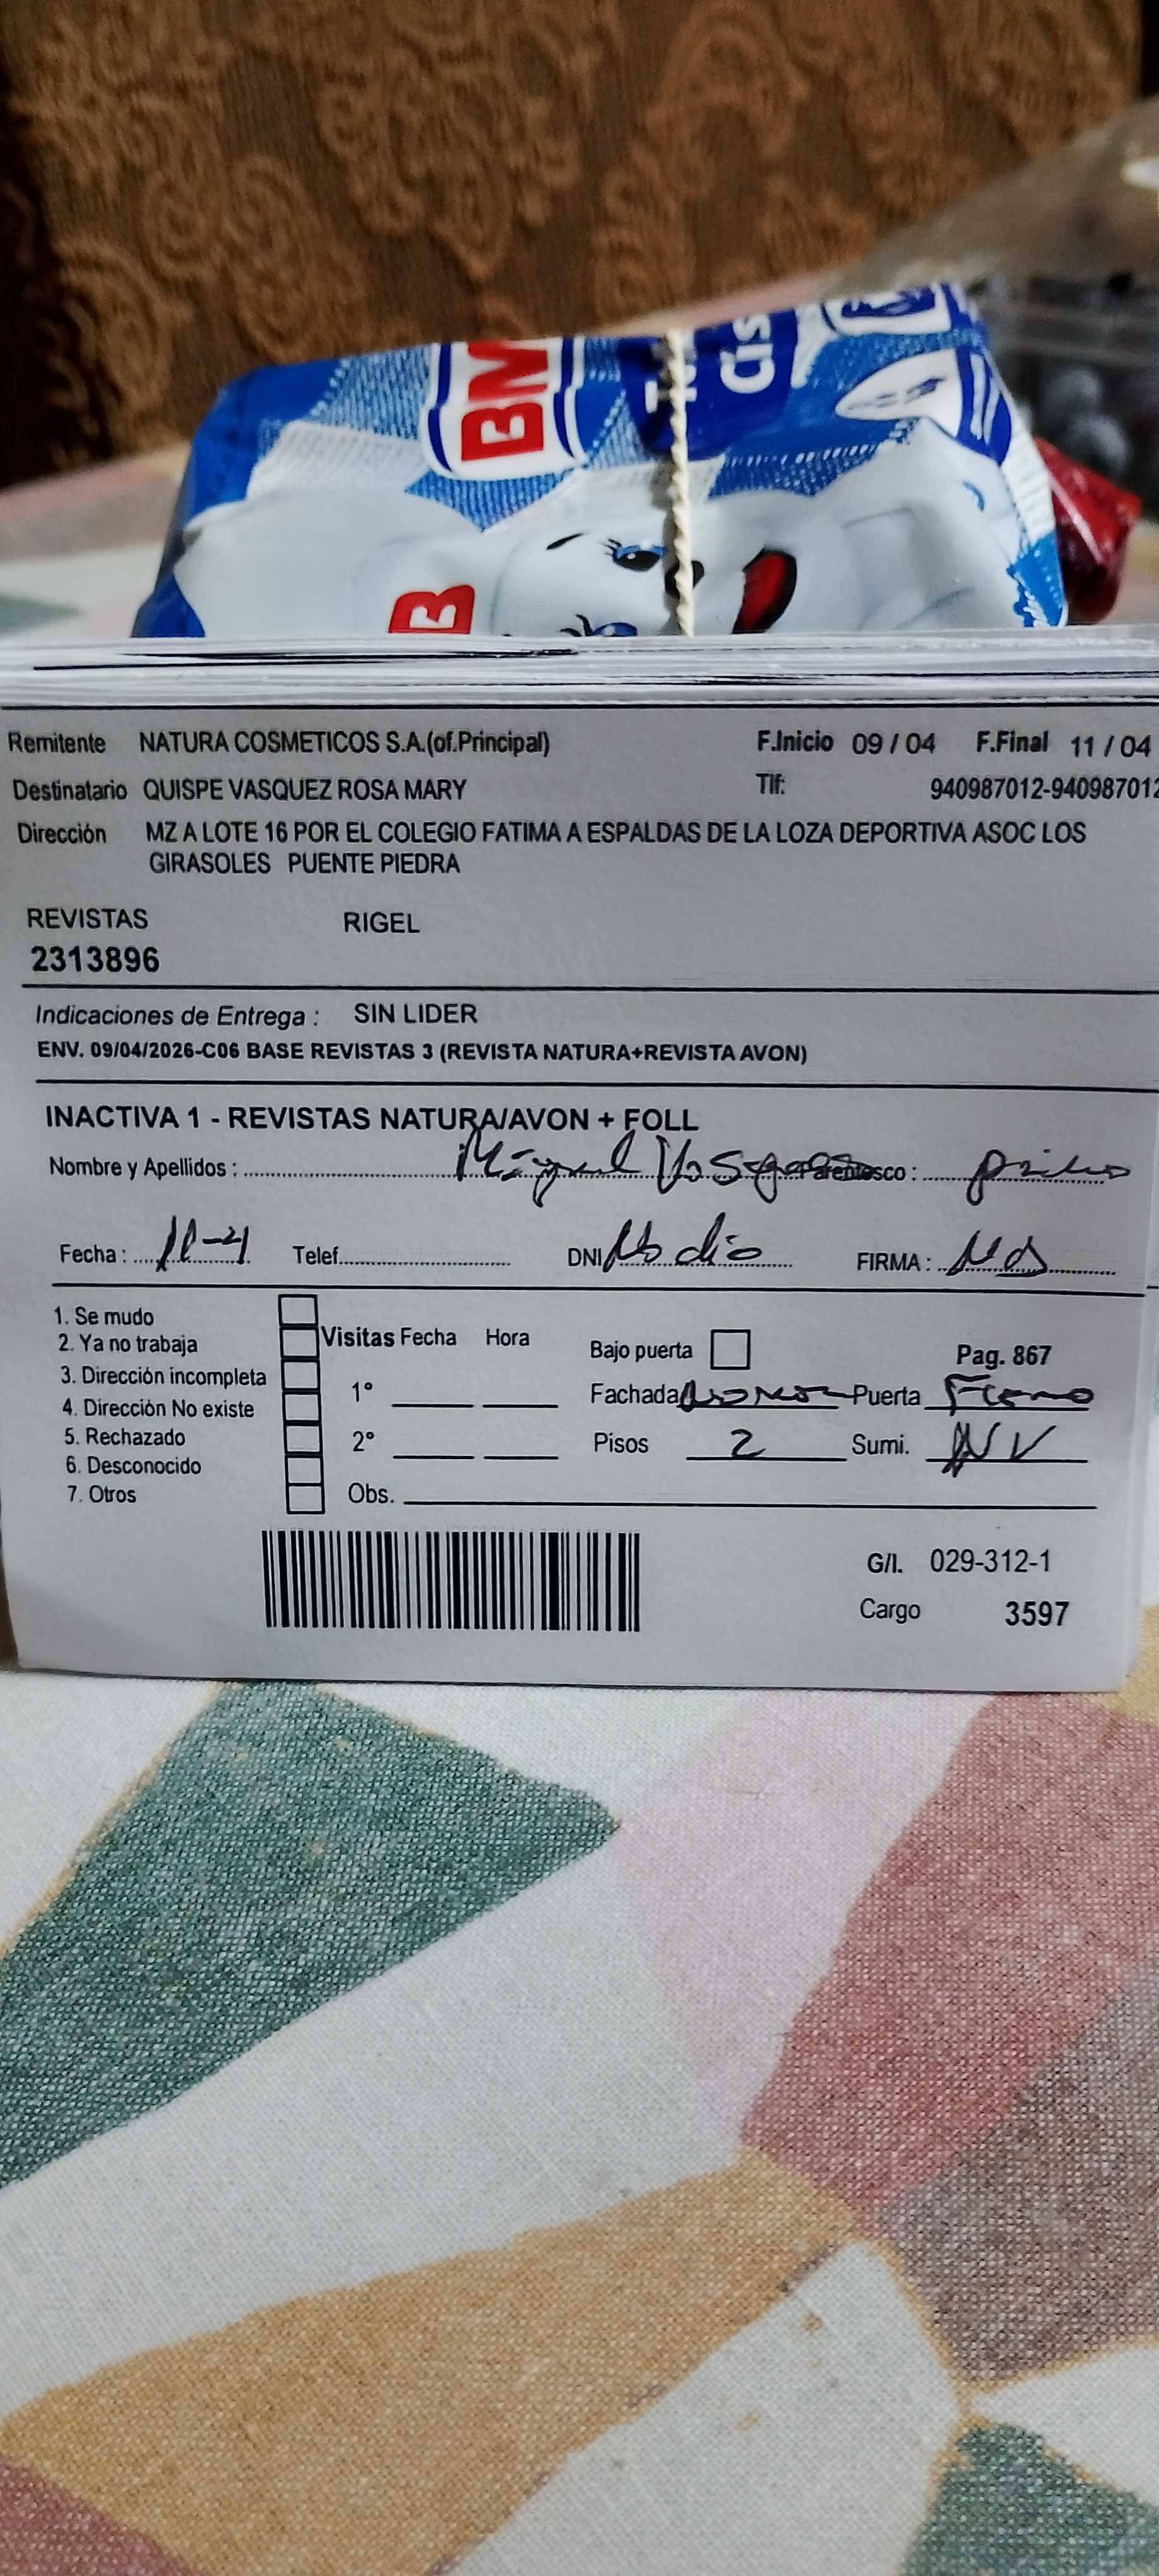 BM
B
Remitente NATURA COSMETICOS S.A.(of.Principal) F.Inicio 09 / 04 F.Final 11 / 04
Destinatario QUISPE VASQUEZ ROSA MARY Tlf: 940987012-940987012
Dirección MZ A LOTE 16 POR EL COLEGIO FATIMA A ESPALDAS DE LA LOZA DEPORTIVA ASOC LOS
GIRASOLES PUENTE PIEDRA
REVISTAS RIGEL
2313896
Indicaciones de Entrega : SIN LIDER
ENV. 09/04/2026-C06 BASE REVISTAS 3 (REVISTA NATURA+REVISTA AVON)
INACTIVA 1 - REVISTAS NATURA/AVON + FOLL
Nombre y Apellidos : Miguel Vasquez Parentesco : primo
Fecha : 11-4 Telef. DNI No dio FIRMA :
1. Se mudo
2. Ya no trabaja Visitas Fecha Hora Bajo puerta Pag. 867
3. Dirección incompleta 1° Fachada Puerta Fierro
4. Dirección No existe
5. Rechazado 2° Pisos 2 Sumi. NV
6. Desconocido
7. Otros Obs.
G/I. 029-312-1
Cargo 3597